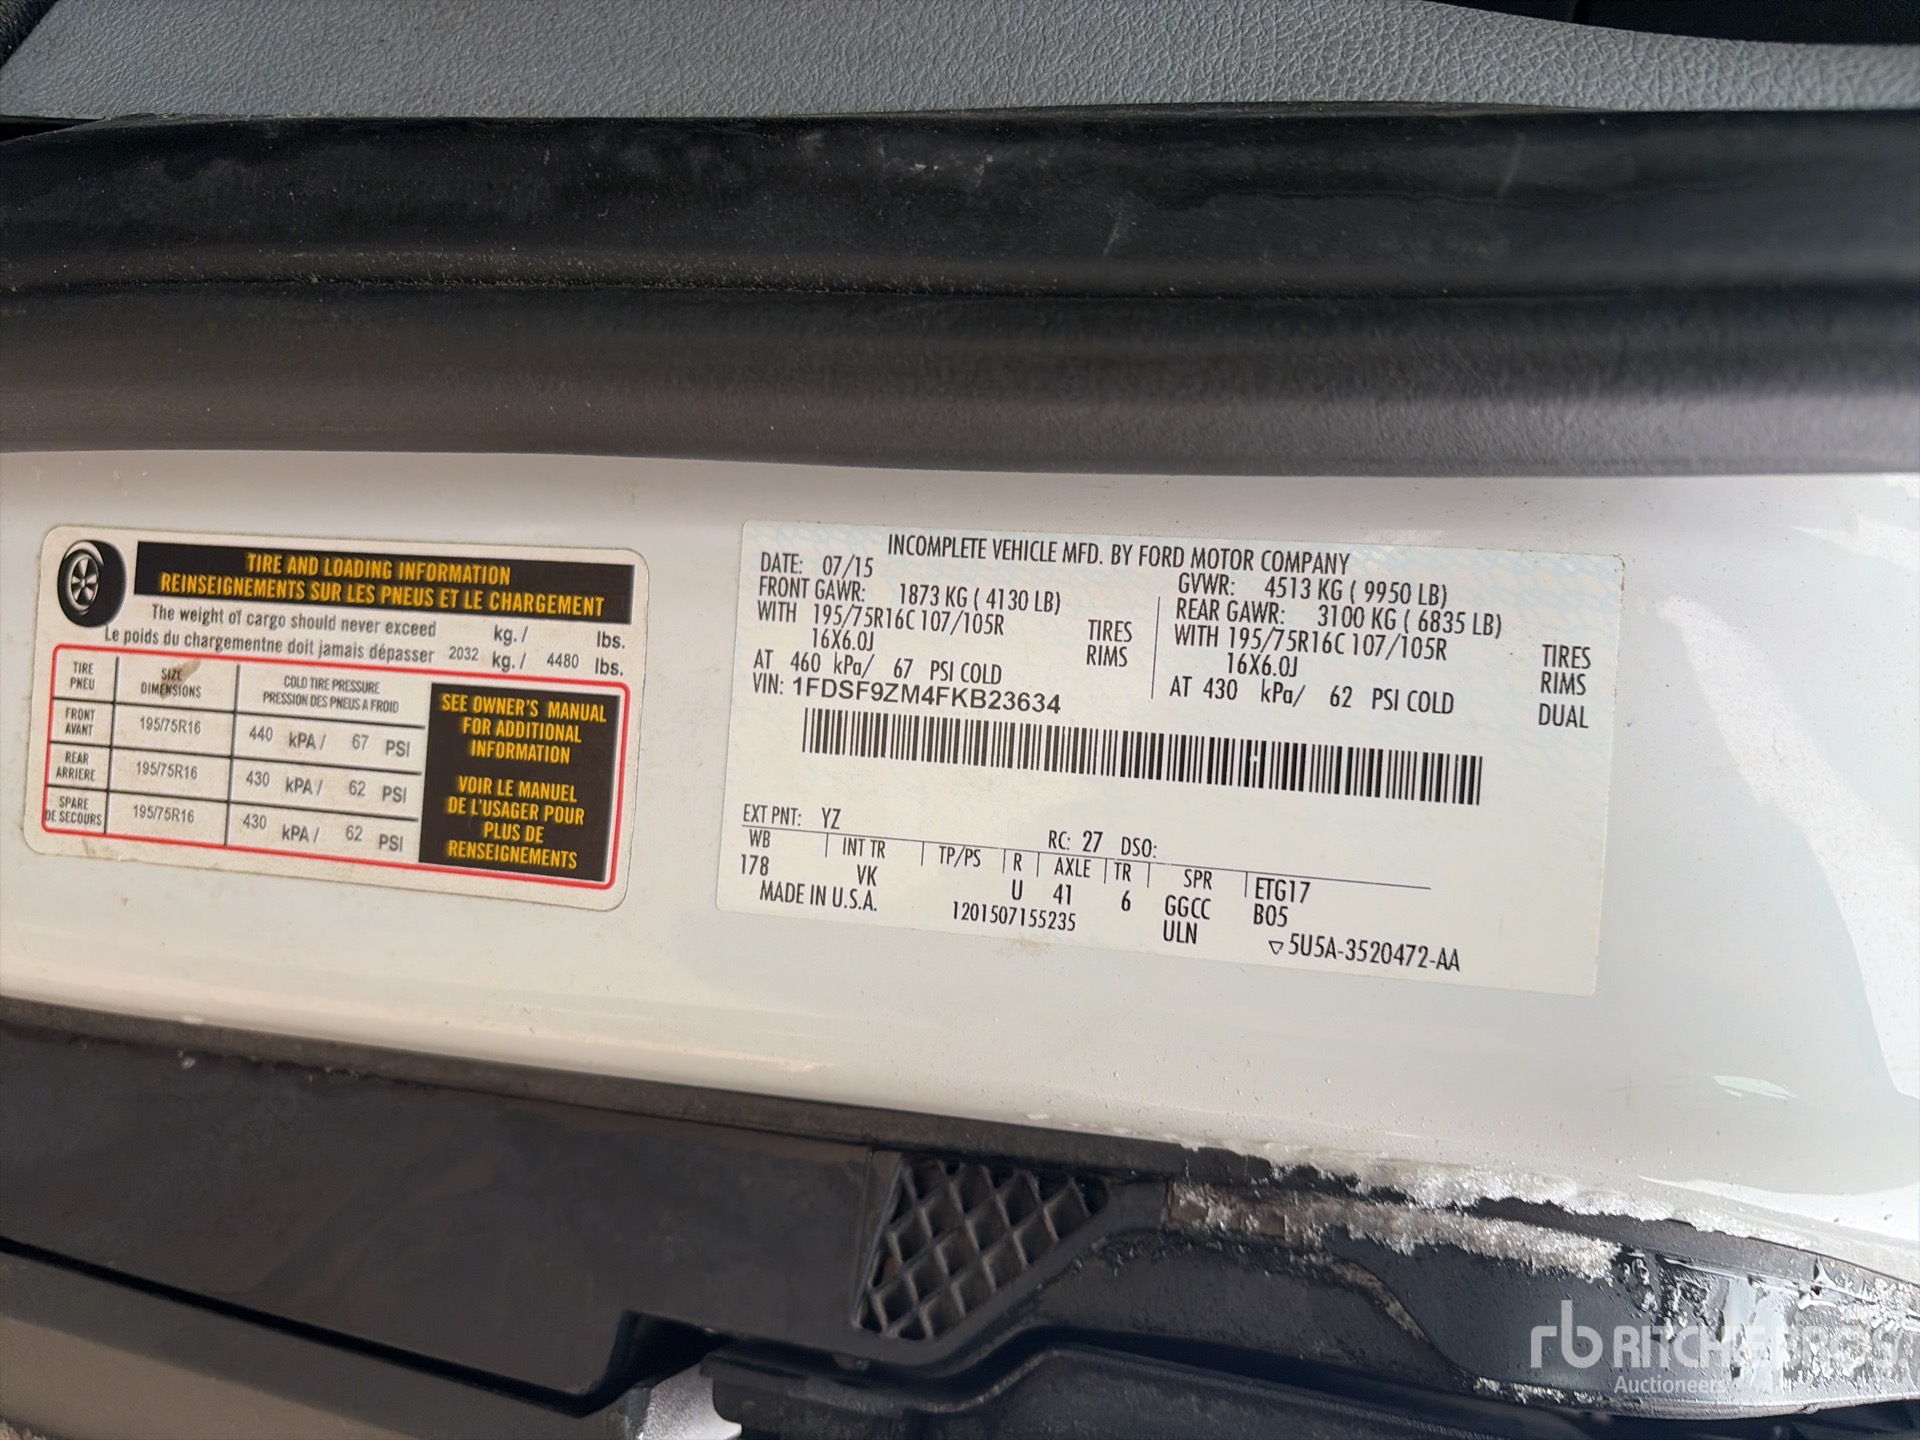 TIRE AND LOADING INFORMATION
REINSEIGNEMENTS SUR LES PNEUS ET LE CHARGEMENT
The weight of cargo should never exceed kg. / lbs.
Le poids du chargementne doit jamais dépasser 2032 kg. / 4480 lbs.
TIRE PNEU
SIZE DIMENSIONS
COLD TIRE PRESSURE
PRESSION DES PNEUS A FROID
FRONT AVANT 195/75R16 440 kPA / 67 PSI
REAR ARRIERE 195/75R16 430 kPA / 62 PSI
SPARE DE SECOURS 195/75R16 430 kPA / 62 PSI
SEE OWNER'S MANUAL
FOR ADDITIONAL
INFORMATION
VOIR LE MANUEL
DE L'USAGER POUR
PLUS DE
RENSEIGNEMENTS
INCOMPLETE VEHICLE MFD. BY FORD MOTOR COMPANY
DATE: 07/15 GVWR: 4513 KG ( 9950 LB)
FRONT GAWR: 1873 KG ( 4130 LB) REAR GAWR: 3100 KG ( 6835 LB)
WITH 195/75R16C 107/105R TIRES WITH 195/75R16C 107/105R TIRES
16X6.0J RIMS 16X6.0J RIMS
AT 460 kPa/ 67 PSI COLD AT 430 kPa/ 62 PSI COLD DUAL
VIN: 1FDSF9ZM4FKB23634
EXT PNT: YZ RC: 27 DSO:
WB INT TR TP/PS R AXLE TR SPR ETG17
178 VK U 41 6 GGCC B05
MADE IN U.S.A. 1201507155235 ULN ▽5U5A-3520472-AA
rb RITCHIE BROS
Auctioneers